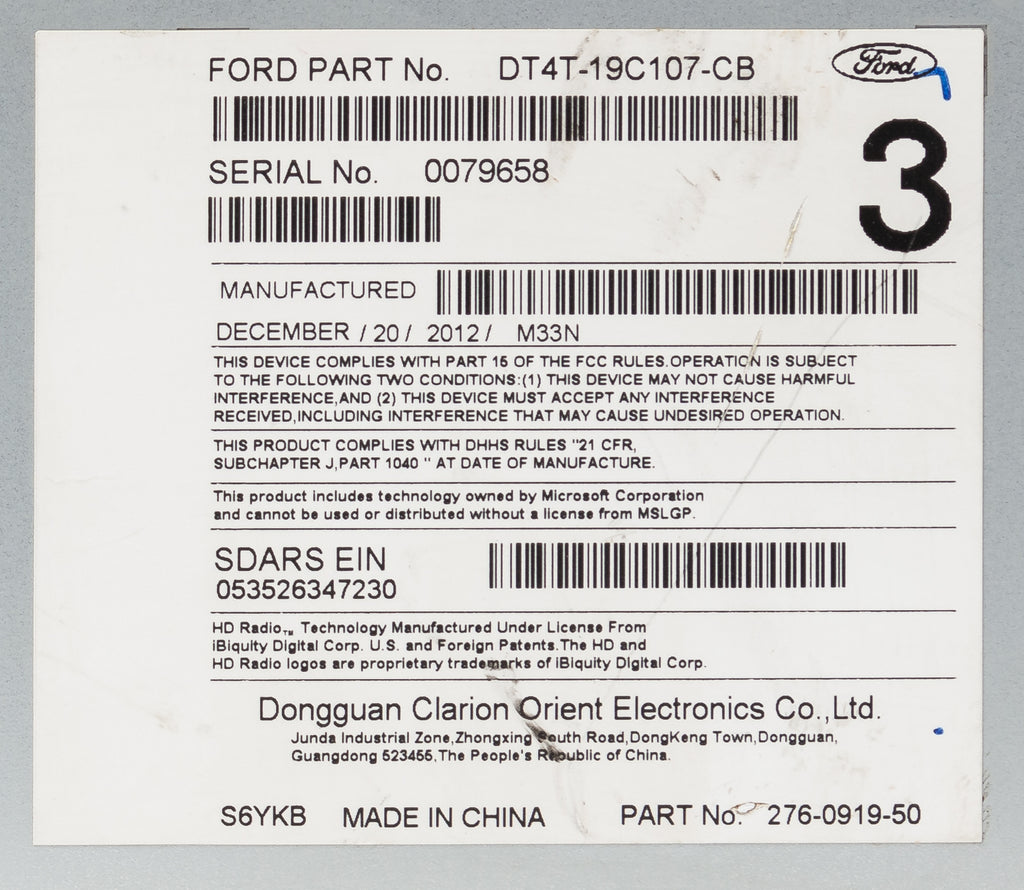 FORD PART No. DT4T-19C107-CB
Ford
3
SERIAL No. 0079658
MANUFACTURED
DECEMBER / 20 / 2012 / M33N
THIS DEVICE COMPLIES WITH PART 15 OF THE FCC RULES.OPERATION IS SUBJECT
TO THE FOLLOWING TWO CONDITIONS:(1) THIS DEVICE MAY NOT CAUSE HARMFUL
INTERFERENCE,AND (2) THIS DEVICE MUST ACCEPT ANY INTERFERENCE
RECEIVED,INCLUDING INTERFERENCE THAT MAY CAUSE UNDESIRED OPERATION.
THIS PRODUCT COMPLIES WITH DHHS RULES "21 CFR,
SUBCHAPTER J,PART 1040 " AT DATE OF MANUFACTURE.
This product includes technology owned by Microsoft Corporation
and cannot be used or distributed without a license from MSLGP.
SDARS EIN
053526347230
HD Radio™ Technology Manufactured Under License From
iBiquity Digital Corp. U.S. and Foreign Patents.The HD and
HD Radio logos are proprietary trademarks of iBiquity Digital Corp.
Dongguan Clarion Orient Electronics Co.,Ltd.
Junda Industrial Zone,Zhongxing South Road,DongKeng Town,Dongguan,
Guangdong 523455,The People's Republic of China.
S6YKB MADE IN CHINA PART No. 276-0919-50